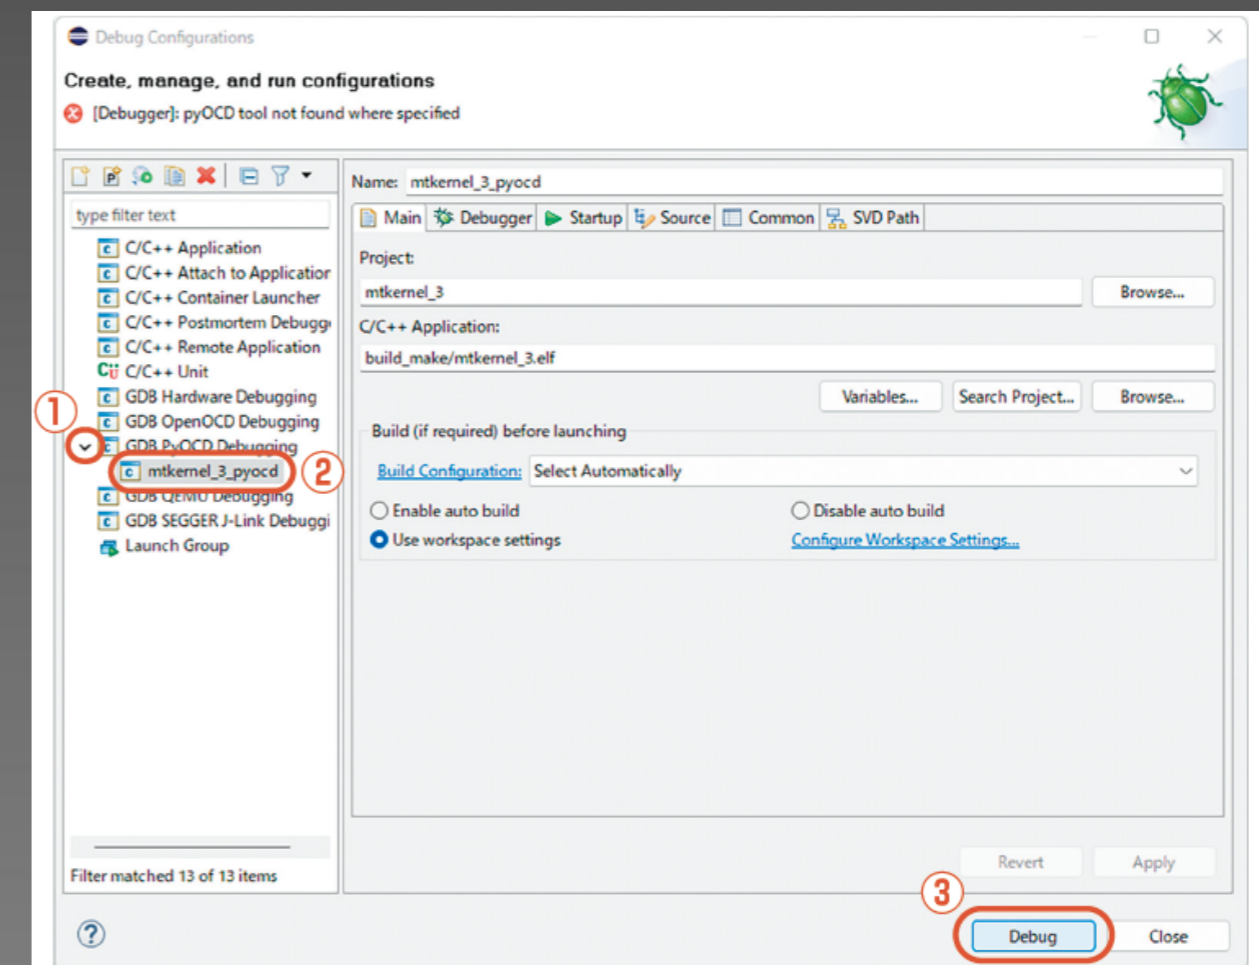 Debug Configurations
Create, manage, and run configurations
[Debugger]: pyOCD tool not found where specified
type filter text
C/C++ Application
C/C++ Attach to Application
C/C++ Container Launcher
C/C++ Postmortem Debugg
C/C++ Remote Application
C/C++ Unit
GDB Hardware Debugging
GDB OpenOCD Debugging
①
GDB PyOCD Debugging
mtkernel_3_pyocd ②
GDB QEMU Debugging
GDB SEGGER J-Link Debuggi
Launch Group
Filter matched 13 of 13 items
Name: mtkernel_3_pyocd
Main Debugger Startup Source Common SVD Path
Project:
mtkernel_3 Browse...
C/C++ Application:
build_make/mtkernel_3.elf
Variables... Search Project... Browse...
Build (if required) before launching
Build Configuration: Select Automatically
Enable auto build Disable auto build
Use workspace settings Configure Workspace Settings...
Revert Apply
③
Debug Close